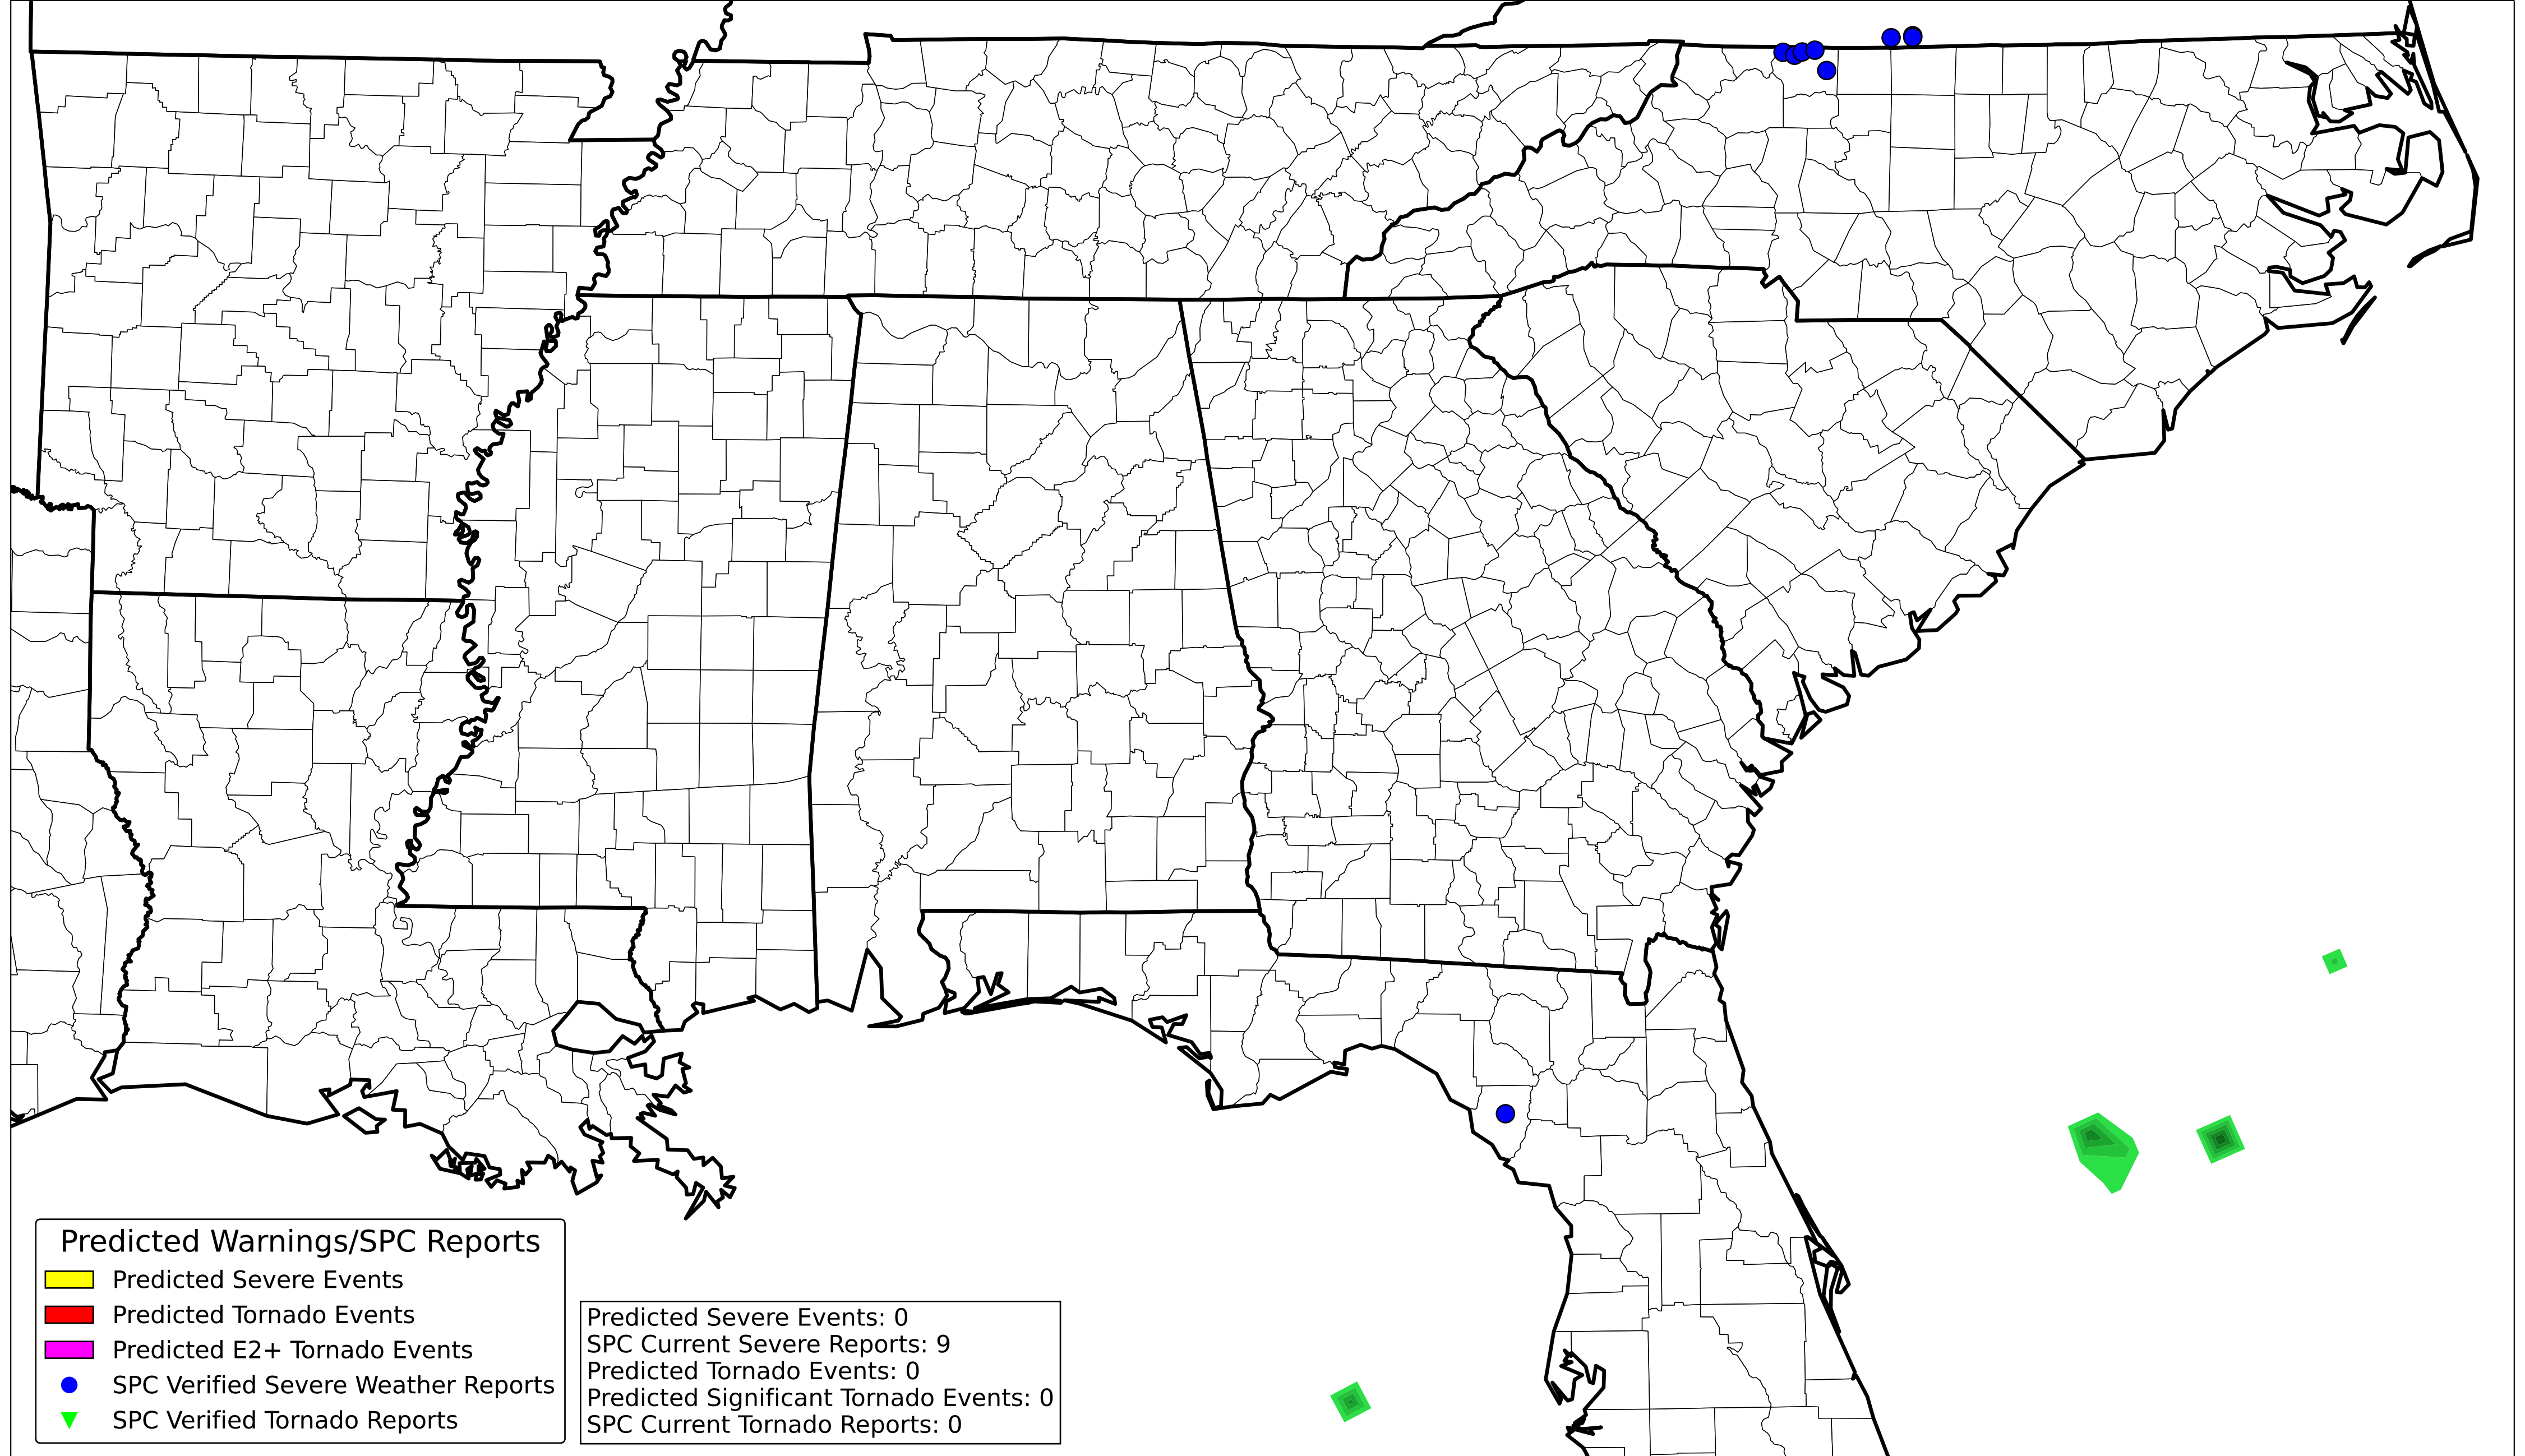 Predicted Warnings/SPC Reports
Predicted Severe Events
Predicted Tornado Events
Predicted E2+ Tornado Events
SPC Verified Severe Weather Reports
SPC Verified Tornado Reports
Predicted Severe Events: 0
SPC Current Severe Reports: 9
Predicted Tornado Events: 0
Predicted Significant Tornado Events: 0
SPC Current Tornado Reports: 0